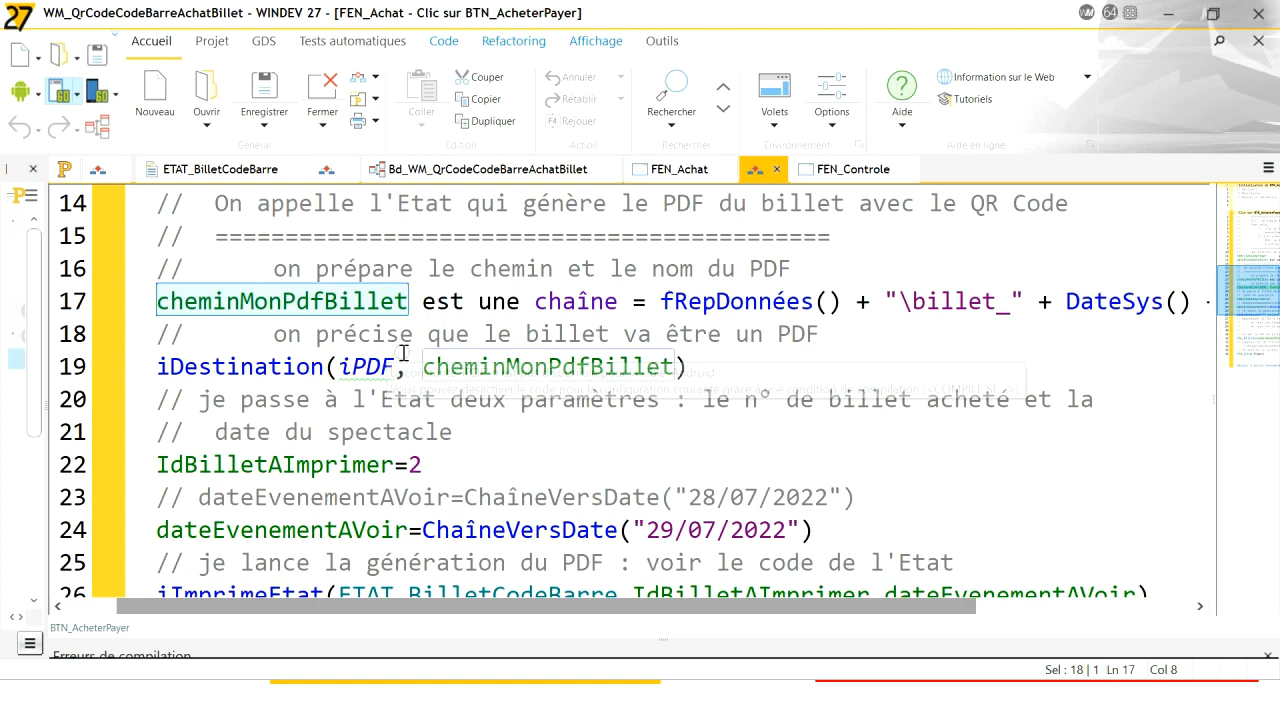 27 WM_QrCodeCodeBarreAchatBillet - WINDEV 27 - [FEN_Achat - Clic sur BTN_AcheterPayer] WM 64
Accueil Projet GDS Tests automatiques Code Refactoring Affichage Outils
Nouveau Ouvrir Enregistrer Fermer Coller Couper Copier Dupliquer Annuler Rétablir F4 Rejouer Rechercher Volets Options Aide Information sur le Web Tutoriels
Général Edition Action Rechercher Environnement Aide en ligne
ETAT_BilletCodeBarre Bd_WM_QrCodeCodeBarreAchatBillet FEN_Achat FEN_Controle
14 // On appelle l'Etat qui génère le PDF du billet avec le QR Code
15 // ============================================
16 // on prépare le chemin et le nom du PDF
17 cheminMonPdfBillet est une chaîne = fRepDonnées() + "\billet_" + DateSys() ·
18 // on précise que le billet va être un PDF
19 iDestination(iPDF, cheminMonPdfBillet)
20 // je passe à l'Etat deux paramètres : le n° de billet acheté et la
21 // date du spectacle
22 IdBilletAImprimer=2
23 // dateEvenementAVoir=ChaîneVersDate("28/07/2022")
24 dateEvenementAVoir=ChaîneVersDate("29/07/2022")
25 // je lance la génération du PDF : voir le code de l'Etat
26 iImprimeEtat(ETAT_BilletCodeBarre,IdBilletAImprimer,dateEvenementAVoir)
BTN_AcheterPayer
Erreurs de compilation
Sel : 18 | 1 Ln 17 Col 8